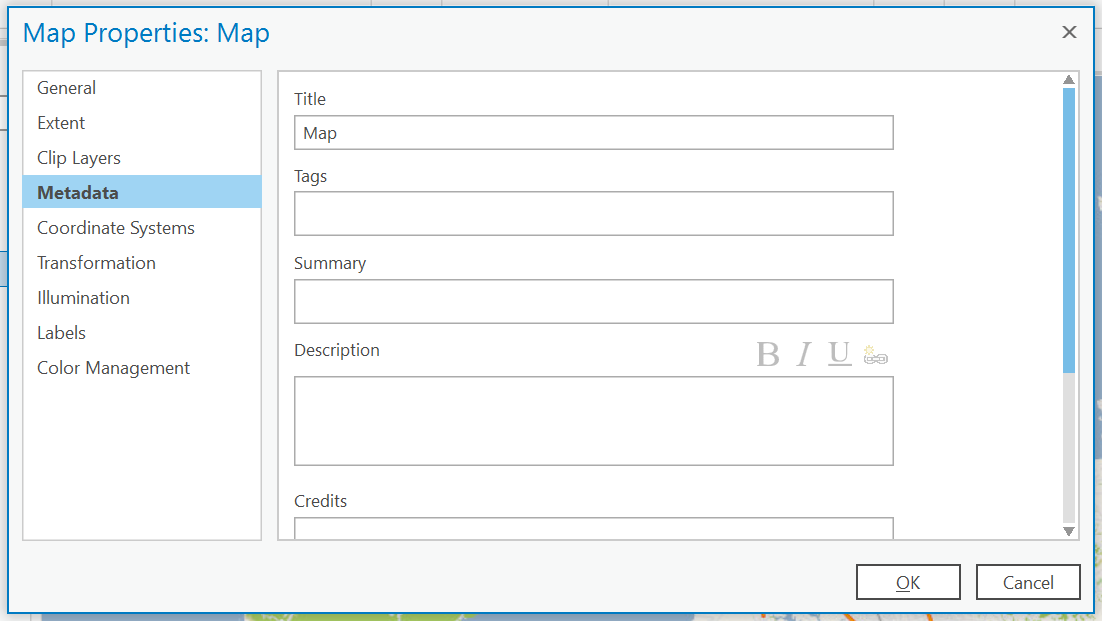 Map Properties: Map
General
Extent
Clip Layers
Metadata
Coordinate Systems
Transformation
Illumination
Labels
Color Management
Title
Map
Tags
Summary
Description
B I U
Credits
OK
Cancel